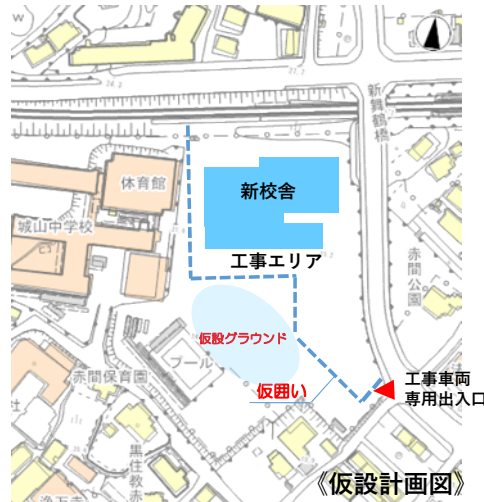 新舞鶴橋
体育館
新校舎
城山中学校
工事エリア
赤間公園
仮設グラウンド
プール
赤間保育園
仮囲い
工事車両
専用出入口
社
黒住教赤
《仮設計画図》